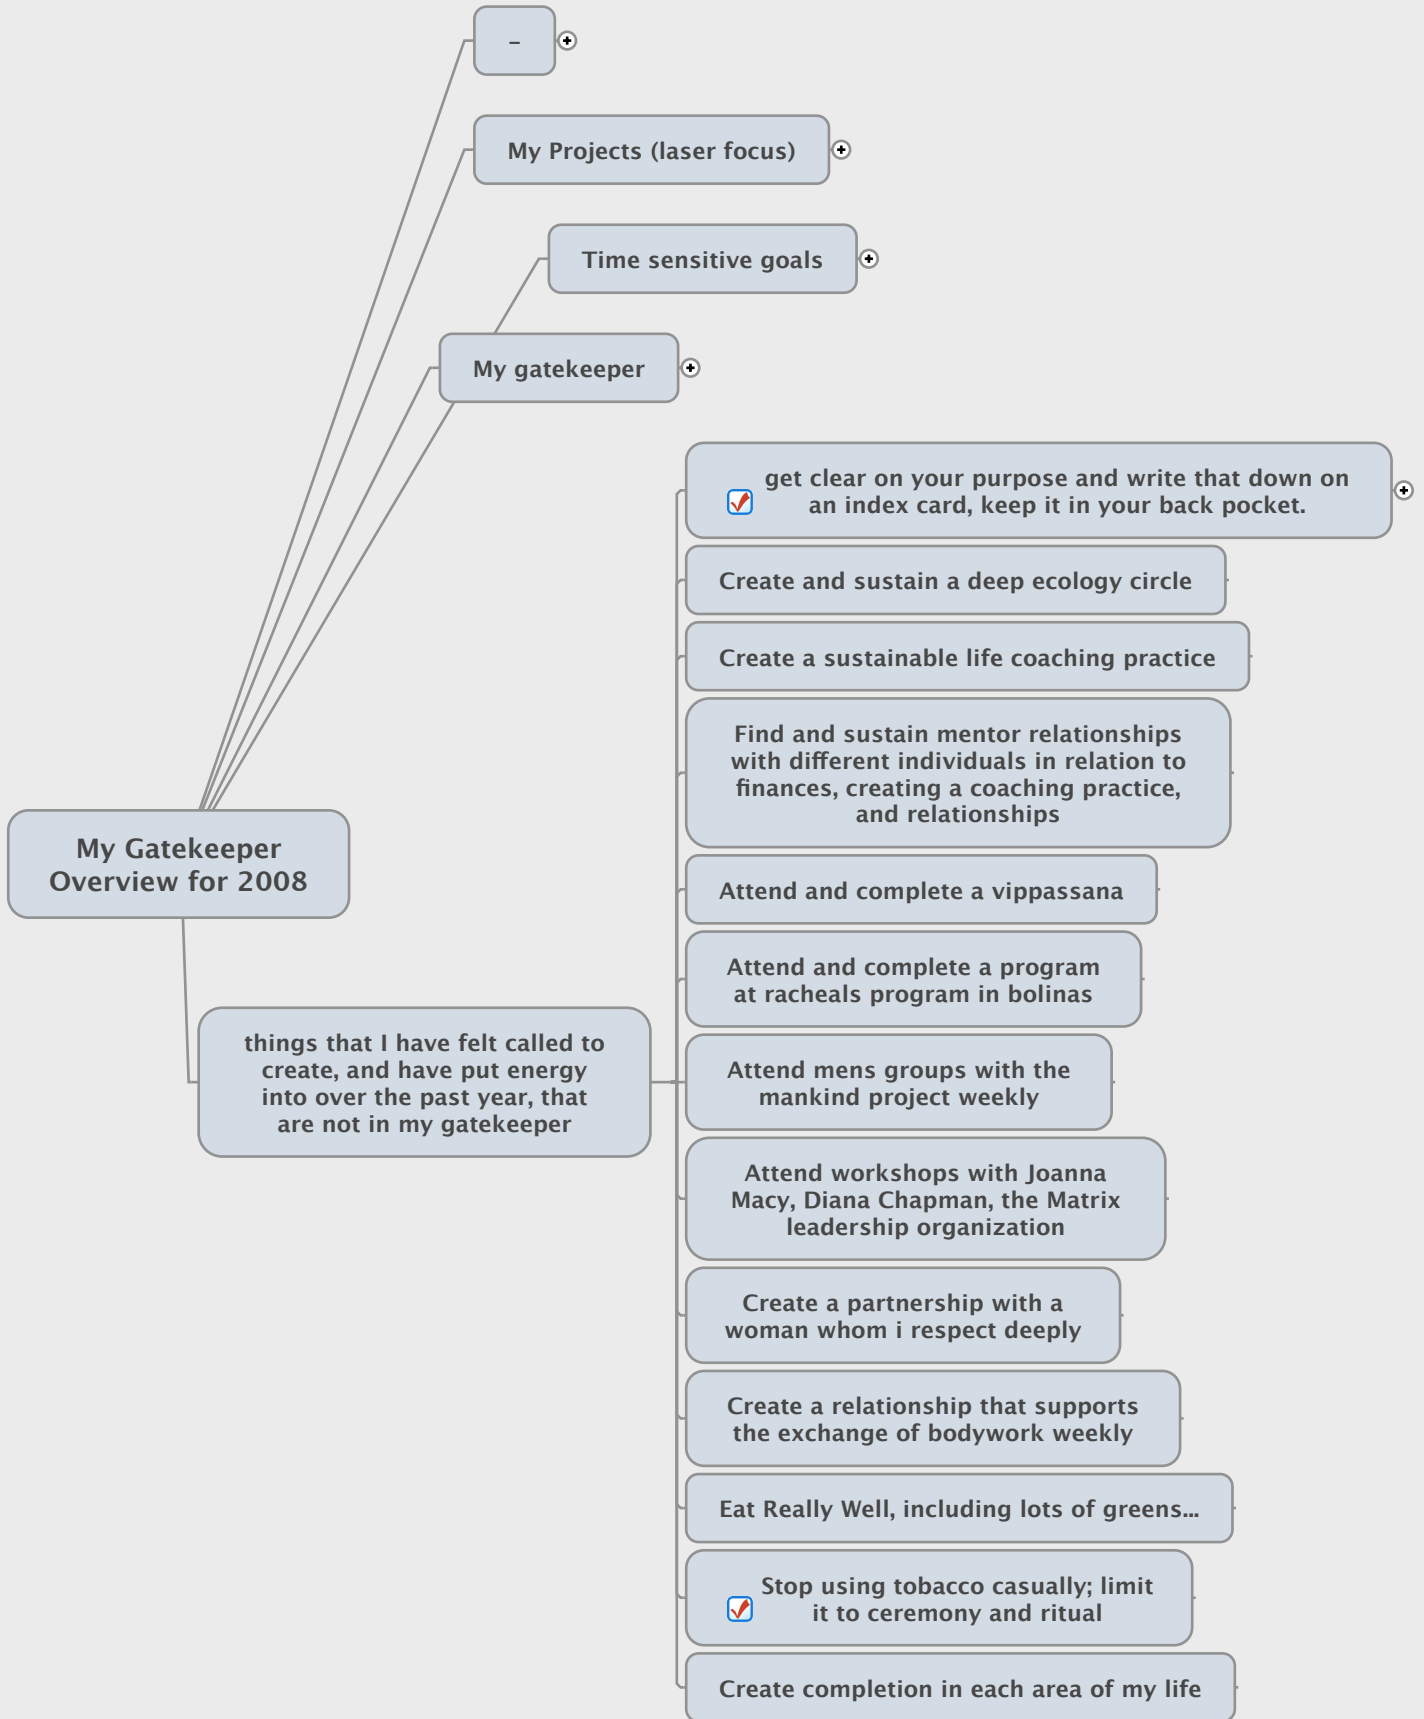 –
My Projects (laser focus)
Time sensitive goals
My gatekeeper
get clear on your purpose and write that down on
an index card, keep it in your back pocket.
Create and sustain a deep ecology circle
Create a sustainable life coaching practice
Find and sustain mentor relationships
with different individuals in relation to
finances, creating a coaching practice,
and relationships
My Gatekeeper
Overview for 2008
Attend and complete a vippassana
Attend and complete a program
at racheals program in bolinas
things that I have felt called to
create, and have put energy
into over the past year, that
are not in my gatekeeper
Attend mens groups with the
mankind project weekly
Attend workshops with Joanna
Macy, Diana Chapman, the Matrix
leadership organization
Create a partnership with a
woman whom i respect deeply
Create a relationship that supports
the exchange of bodywork weekly
Eat Really Well, including lots of greens...
Stop using tobacco casually; limit
it to ceremony and ritual
Create completion in each area of my life